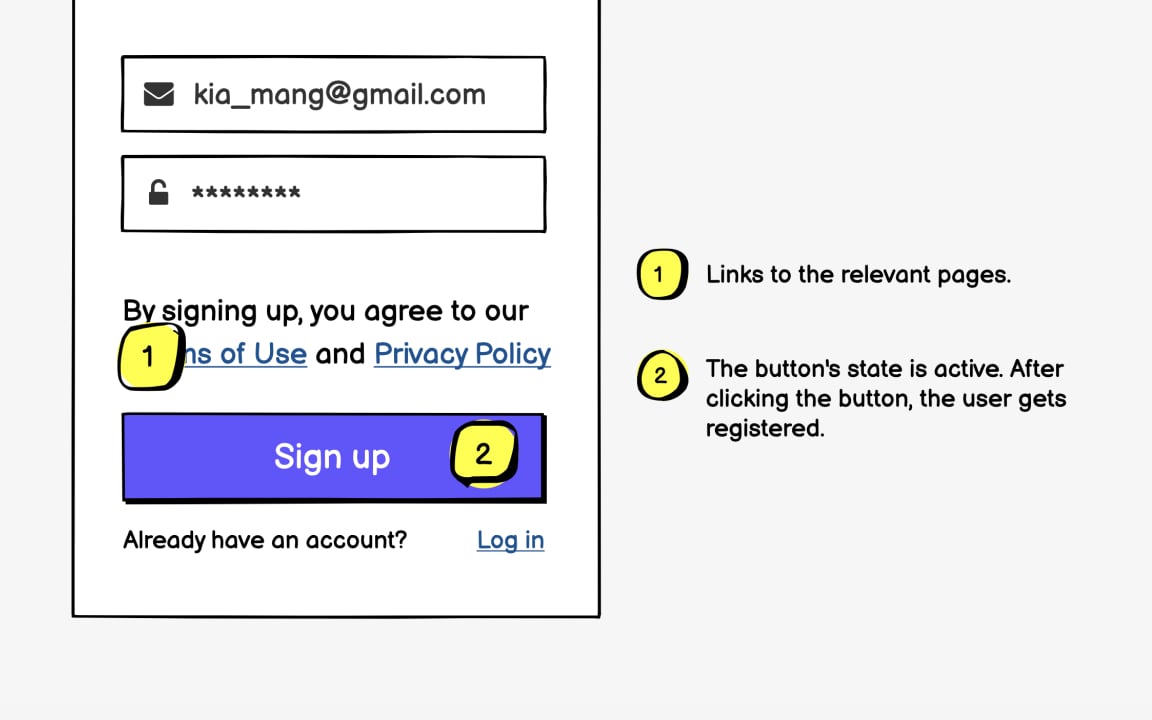 kia_mang@gmail.com
********
By signing up, you agree to our
1 of Use and Privacy Policy
Sign up 2
Already have an account? Log in
1 Links to the relevant pages.
2 The button's state is active. After
clicking the button, the user gets
registered.